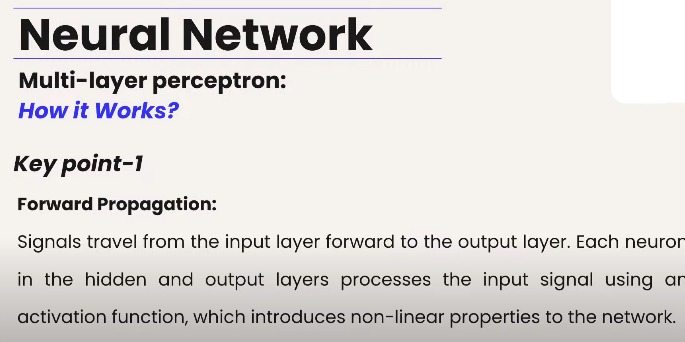 Neural Network
Multi-layer perceptron:
How it Works?
Key point-1
Forward Propagation:
Signals travel from the input layer forward to the output layer. Each neuron
in the hidden and output layers processes the input signal using an
activation function, which introduces non-linear properties to the network.